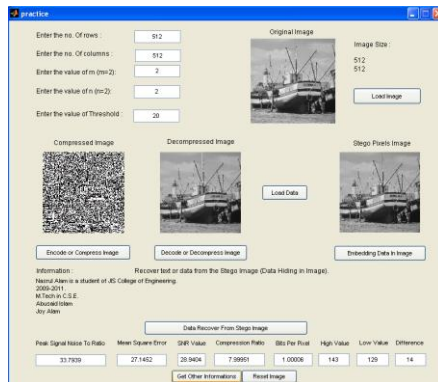 practice
Enter the no. Of rows : 512
Enter the no. Of columns : 512
Enter the value of m (m=2): 2
Enter the value of n (n=2): 2
Enter the value of Threshold : 20
Original Image
Image Size :
512
512
Load Image
Compressed Image
Decompressed Image
Stego Pixels Image
Load Data
Encode or Compress Image
Decode or Decompress Image
Embedding Data In Image
Information : Recover text or data from the Stego Image (Data Hiding in Image).
Nasrul Alam is a student of JIS College of Engineering.
2009-2011.
M.Tech in C.S.E.
Abusaid Islam
Joy Alam
Data Recover From Stego Image
Peak Signal Noise To Ratio Mean Square Error SNR Value Compression Ratio Bits Per Pixel High Value Low Value Difference
33.7939 27.1452 28.9404 7.99951 1.00006 143 129 14
Get Other Informations Reset Image